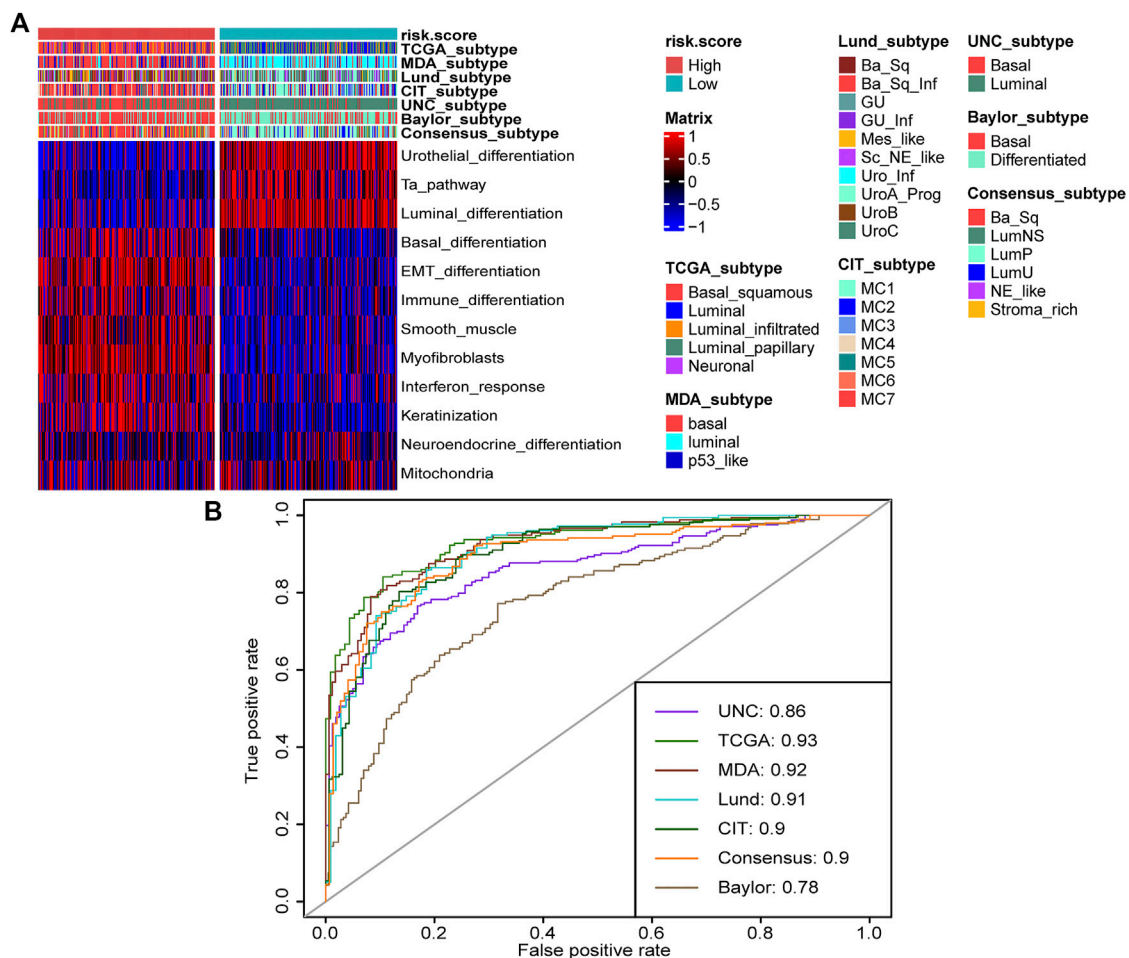 A
risk.score
TCGA_subtype
MDA_subtype
Lund_subtype
CIT_subtype
UNC_subtype
Baylor_subtype
Consensus_subtype
Urothelial_differentiation
Ta_pathway
Luminal_differentiation
Basal_differentiation
EMT_differentiation
Immune_differentiation
Smooth_muscle
Myofibroblasts
Interferon_response
Keratinization
Neuroendocrine_differentiation
Mitochondria
risk.score
High
Low
Matrix
1
0.5
0
−0.5
−1
TCGA_subtype
Basal_squamous
Luminal
Luminal_infiltrated
Luminal_papillary
Neuronal
MDA_subtype
basal
luminal
p53_like
Lund_subtype
Ba_Sq
Ba_Sq_Inf
GU
GU_Inf
Mes_like
Sc_NE_like
Uro_Inf
UroA_Prog
UroB
UroC
CIT_subtype
MC1
MC2
MC3
MC4
MC5
MC6
MC7
UNC_subtype
Basal
Luminal
Baylor_subtype
Basal
Differentiated
Consensus_subtype
Ba_Sq
LumNS
LumP
LumU
NE_like
Stroma_rich
B
True positive rate
1.0
0.8
0.6
0.4
0.2
0.0
UNC: 0.86
TCGA: 0.93
MDA: 0.92
Lund: 0.91
CIT: 0.9
Consensus: 0.9
Baylor: 0.78
0.0 0.2 0.4 0.6 0.8 1.0
False positive rate